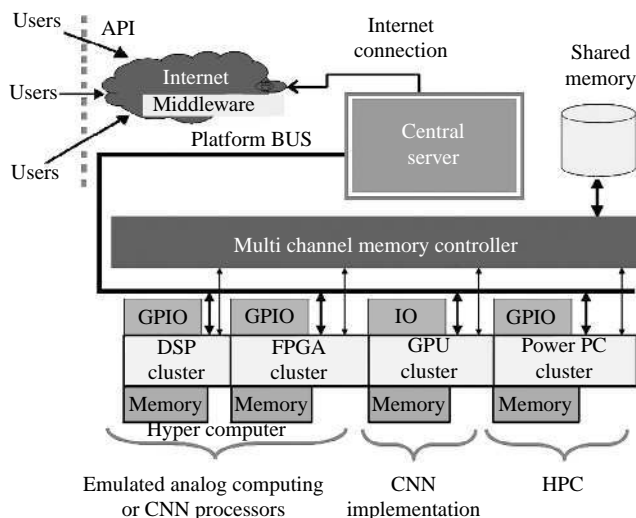 Users
API
Internet
connection
Shared
memory
Users
Internet
Middleware
Users
Platform BUS
Central
server
Multi channel memory controller
GPIO
GPIO
IO
GPIO
DSP
cluster
FPGA
cluster
GPU
cluster
Power PC
cluster
Memory
Memory
Memory
Memory
Hyper computer
Emulated analog computing
or CNN processors
CNN
implementation
HPC